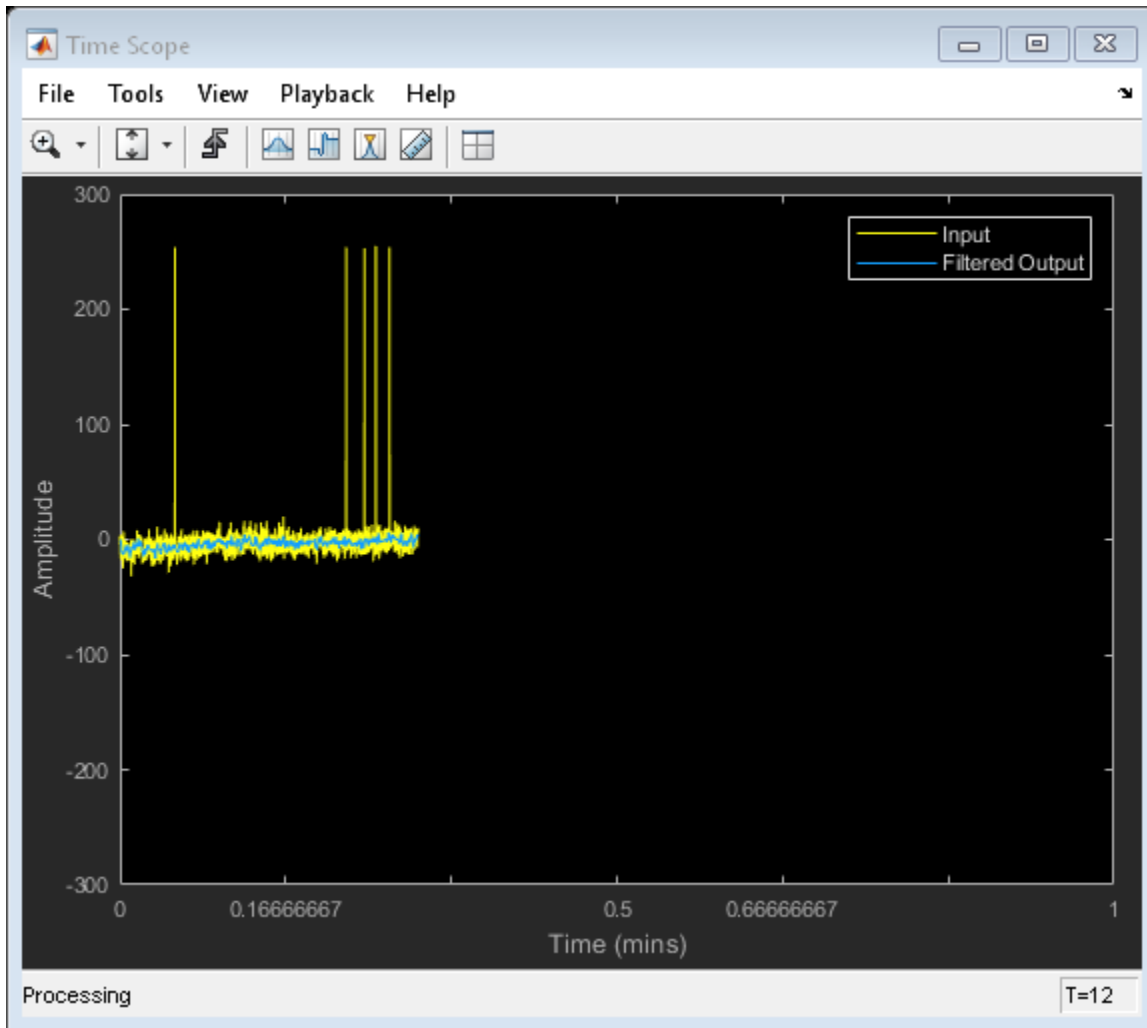 Time Scope
File Tools View Playback Help
300
Input
Filtered Output
200
100
0
-100
-200
-300
Amplitude
0 0.16666667 0.5 0.66666667 1
Time (mins)
Processing T=12